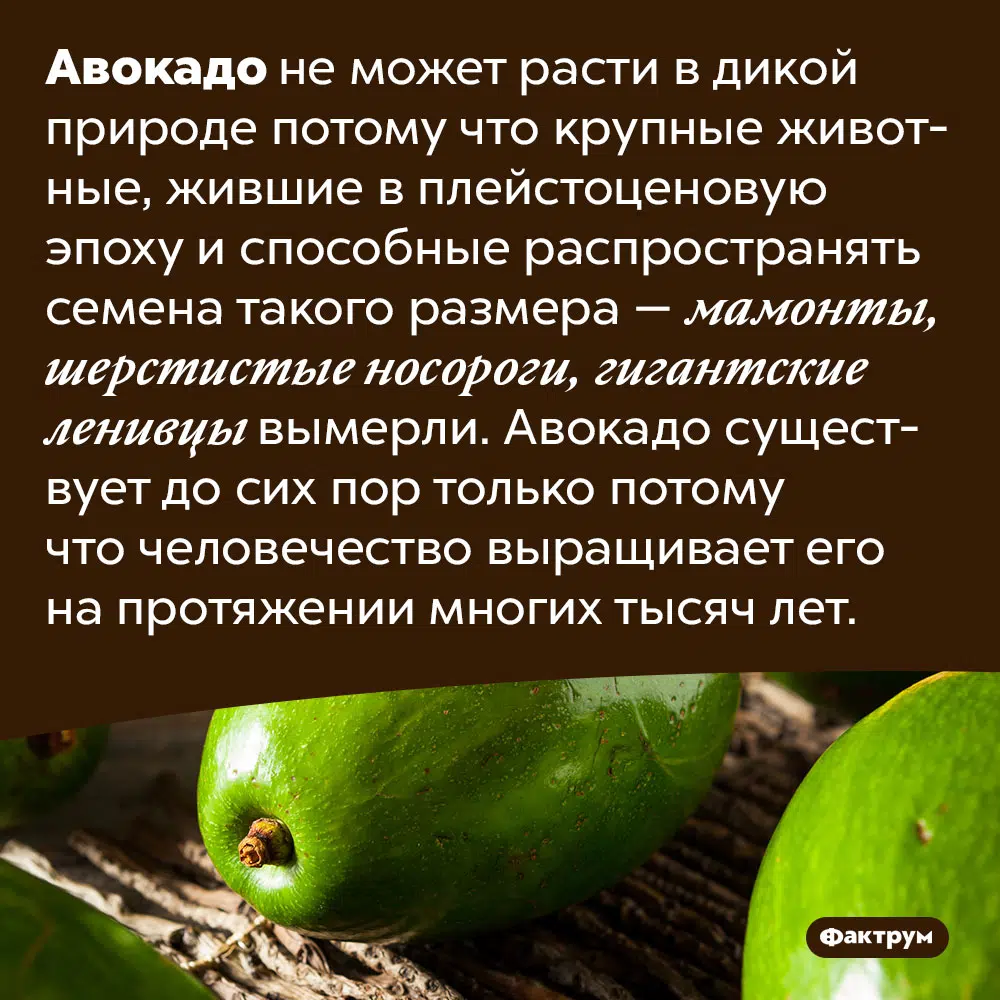 Авокадо не может расти в дикой
природе потому что крупные живот-
ные, жившие в плейстоценовую
эпоху и способные распространять
семена такого размера — мамонты,
шерстистые носороги, гигантские
ленивцы вымерли. Авокадо сущест-
вует до сих пор только потому
что человечество выращивает его
на протяжении многих тысяч лет.
Фактрум